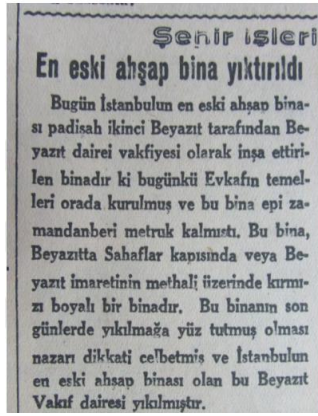 Şehir işleri
En eski ahşap bina yıktırıldı
Bugün İstanbulun en eski ahşap bina-
sı padişah ikinci Beyazıt tarafından Be-
yazıt dairei vakfiyesi olarak inşa ettiri-
len binadır ki bugünkü Evkafın temel-
leri orada kurulmuş ve bu bina epi za-
mandanberi metruk kalmıştı. Bu bina,
Beyazıtta Sahaflar kapısında veya Be-
yazıt imaretinin methali üzerinde kırmı-
zı boyalı bir binadır. Bu binanın son
günlerde yıkılmağa yüz tutmuş olması
nazarı dikkati celbetmiş ve İstanbulun
en eski ahşap binası olan bu Beyazıt
Vakıf dairesi yıkılmıştır.